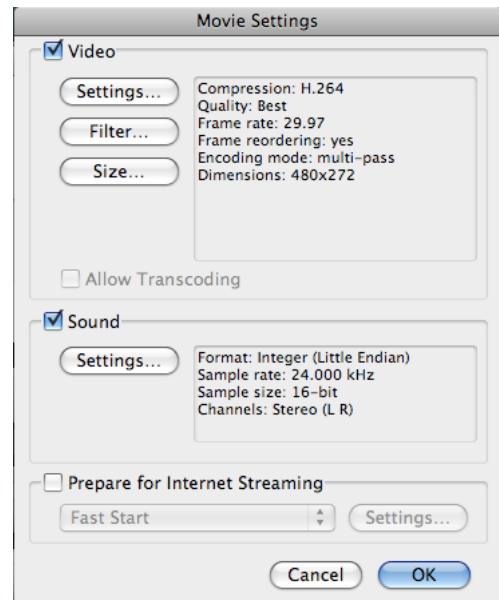 Movie Settings
Video
Settings...
Filter...
Size...
Compression: H.264
Quality: Best
Frame rate: 29.97
Frame reordering: yes
Encoding mode: multi-pass
Dimensions: 480x272
Allow Transcoding
Sound
Settings...
Format: Integer (Little Endian)
Sample rate: 24.000 kHz
Sample size: 16-bit
Channels: Stereo (L R)
Prepare for Internet Streaming
Fast Start
Settings...
Cancel
OK